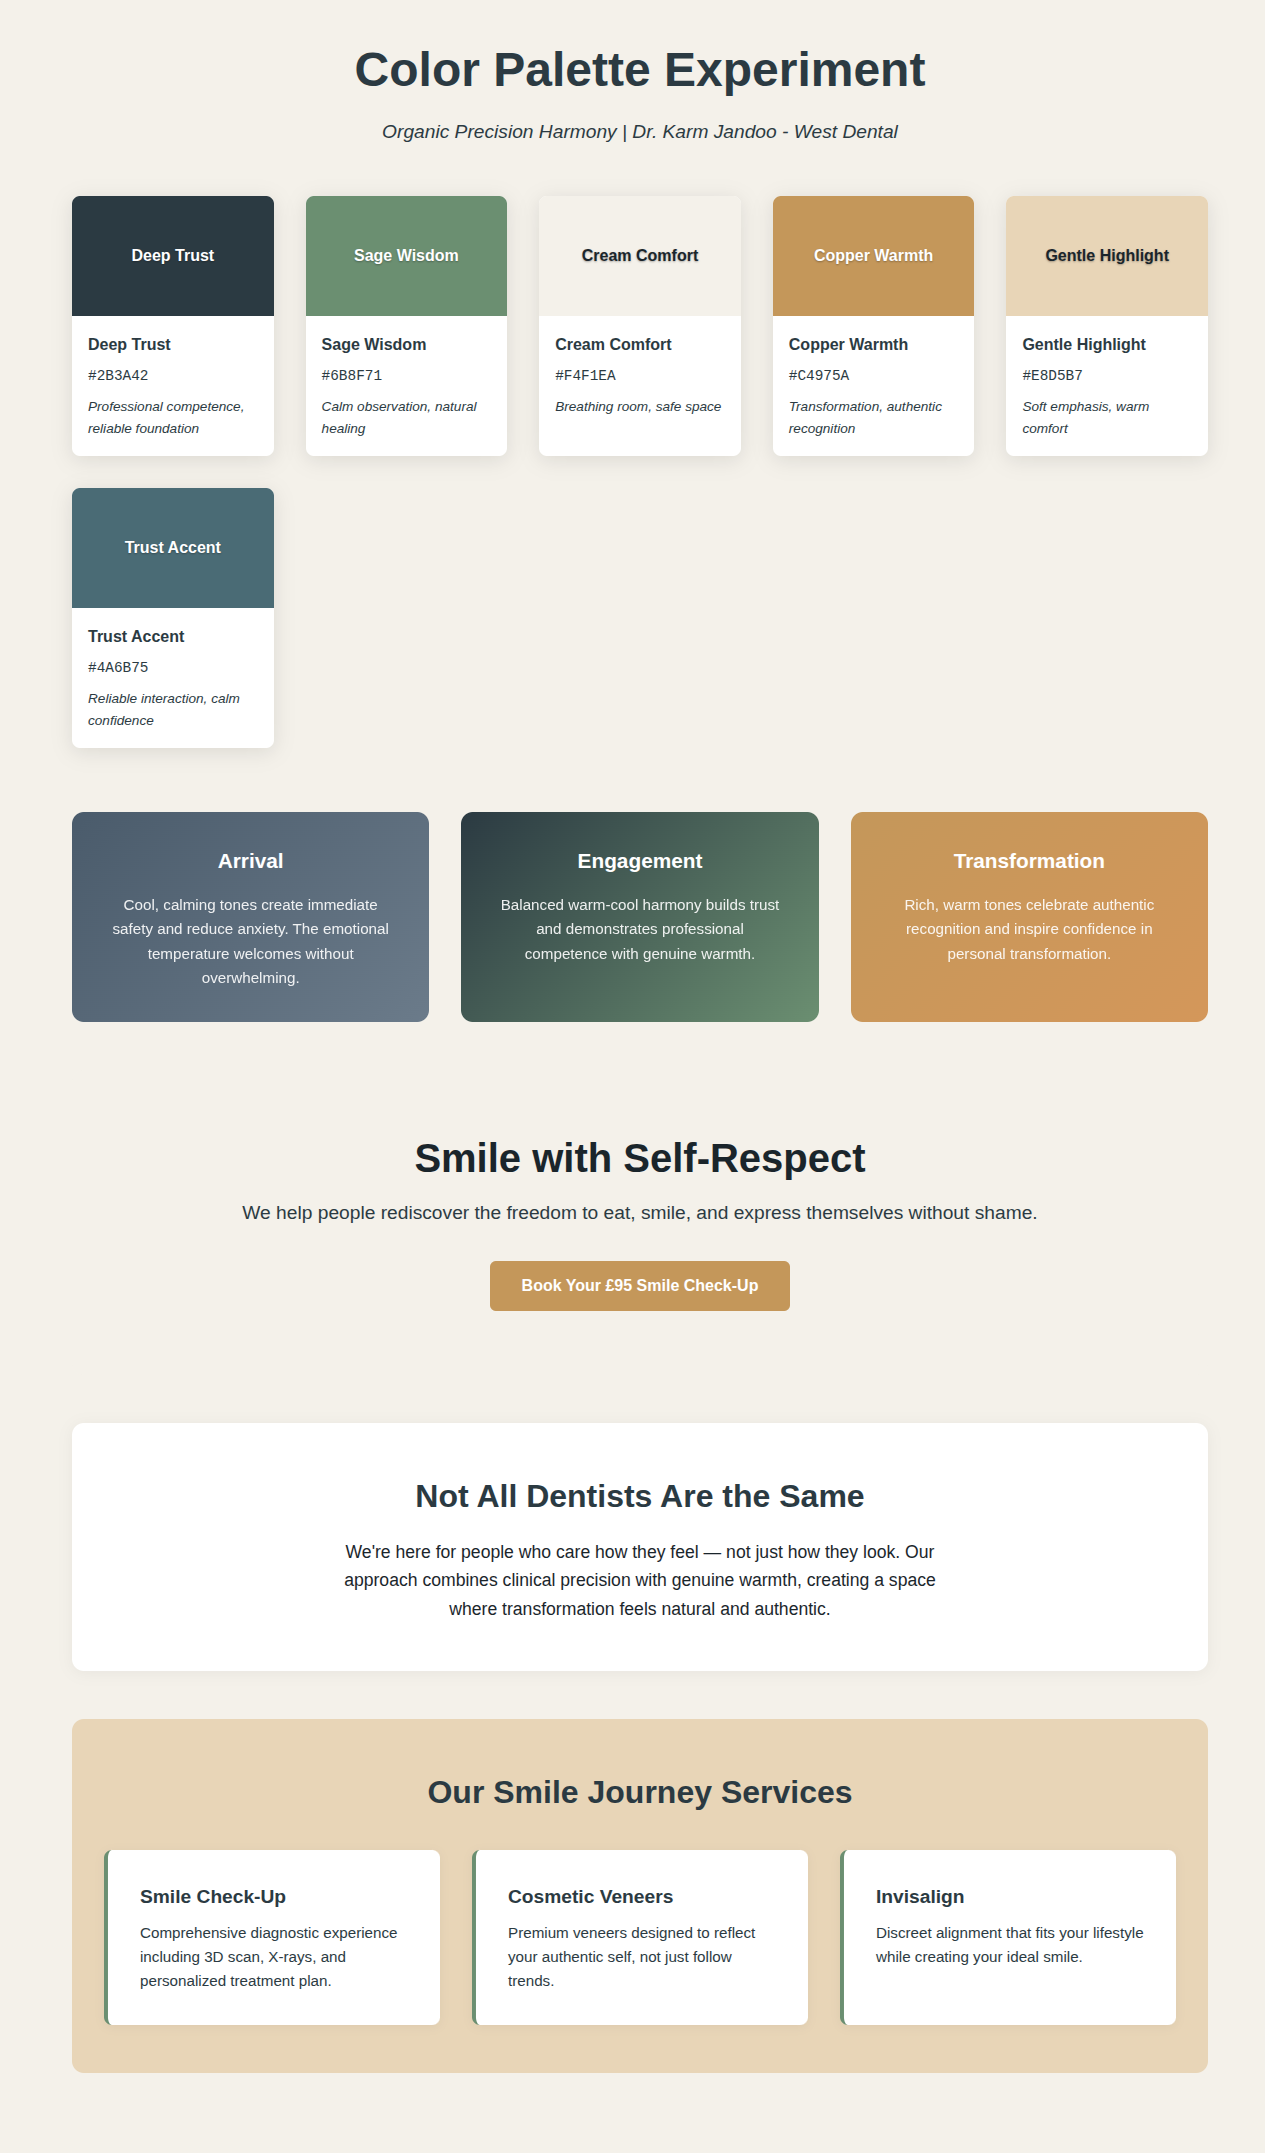 Color Palette Experiment
Organic Precision Harmony | Dr. Karm Jandoo - West Dental
Deep Trust
Deep Trust
#2B3A42
Professional competence,
reliable foundation
Sage Wisdom
Sage Wisdom
#6B8F71
Calm observation, natural
healing
Cream Comfort
Cream Comfort
#F4F1EA
Breathing room, safe space
Copper Warmth
Copper Warmth
#C4975A
Transformation, authentic
recognition
Gentle Highlight
Gentle Highlight
#E8D5B7
Soft emphasis, warm
comfort
Trust Accent
Trust Accent
#4A6B75
Reliable interaction, calm
confidence
Arrival
Cool, calming tones create immediate
safety and reduce anxiety. The emotional
temperature welcomes without
overwhelming.
Engagement
Balanced warm-cool harmony builds trust
and demonstrates professional
competence with genuine warmth.
Transformation
Rich, warm tones celebrate authentic
recognition and inspire confidence in
personal transformation.
Smile with Self-Respect
We help people rediscover the freedom to eat, smile, and express themselves without shame.
Book Your £95 Smile Check-Up
Not All Dentists Are the Same
We're here for people who care how they feel — not just how they look. Our
approach combines clinical precision with genuine warmth, creating a space
where transformation feels natural and authentic.
Our Smile Journey Services
Smile Check-Up
Comprehensive diagnostic experience
including 3D scan, X-rays, and
personalized treatment plan.
Cosmetic Veneers
Premium veneers designed to reflect
your authentic self, not just follow
trends.
Invisalign
Discreet alignment that fits your lifestyle
while creating your ideal smile.